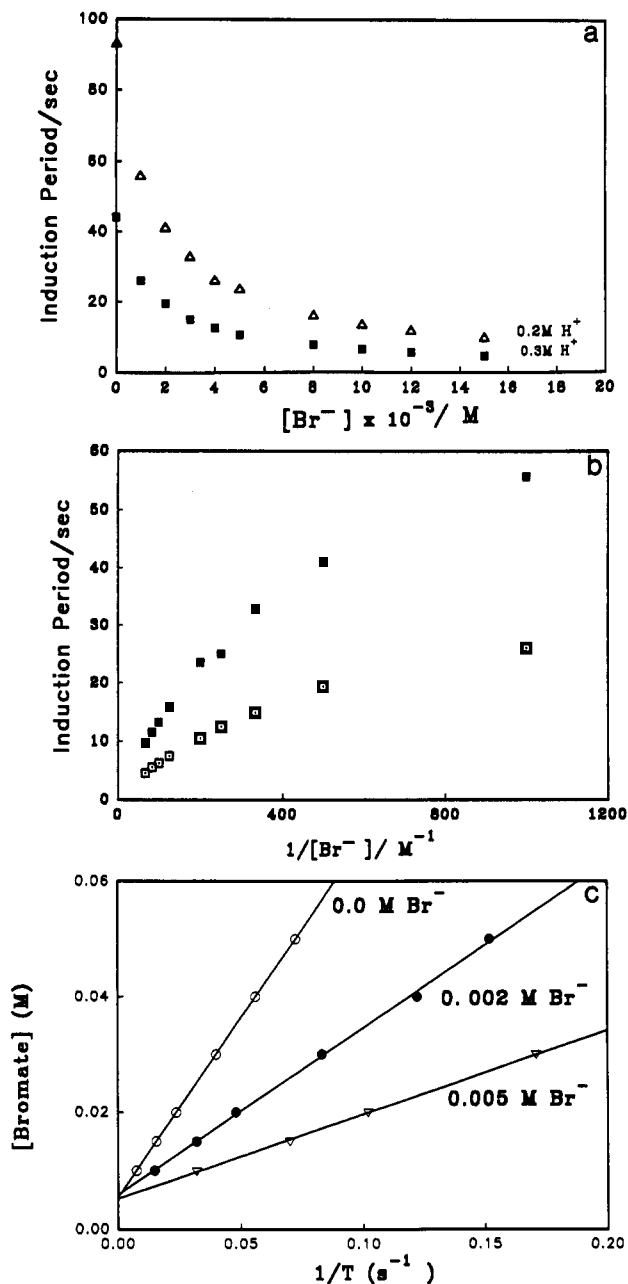 a
100
80
60
40
20
0
Induction Period/sec
0.2M H⁺
0.3M H⁺
0 2 4 6 8 10 12 14 16 18 20
[Br⁻] x 10⁻³/ M
b
60
50
40
30
20
10
0
Induction Period/sec
0 400 800 1200
1/[Br⁻]/ M⁻¹
c
0.06
0.04
0.02
0.00
[Bromate] (M)
0.0 M Br⁻
0.002 M Br⁻
0.005 M Br⁻
0.00 0.05 0.10 0.15 0.20
1/T (s⁻¹)